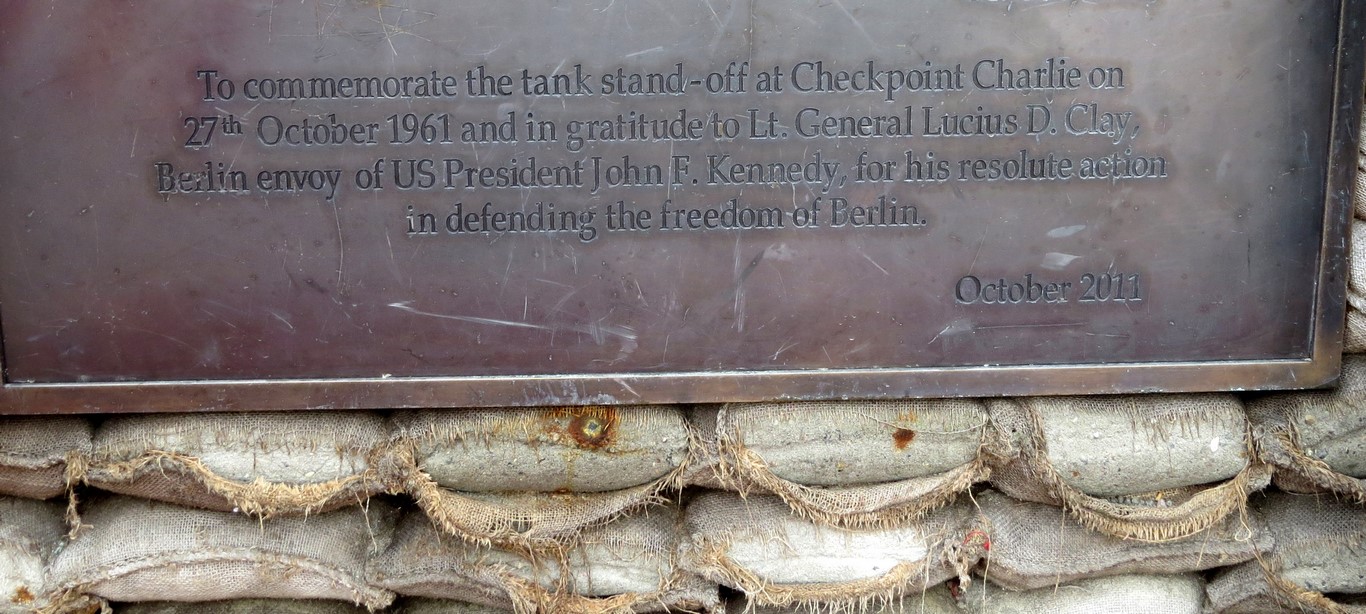 To commemorate the tank stand-off at Checkpoint Charlie on
27th October 1961 and in gratitude to Lt. General Lucius D. Clay,
Berlin envoy of US President John F. Kennedy, for his resolute action
in defending the freedom of Berlin.
October 2011